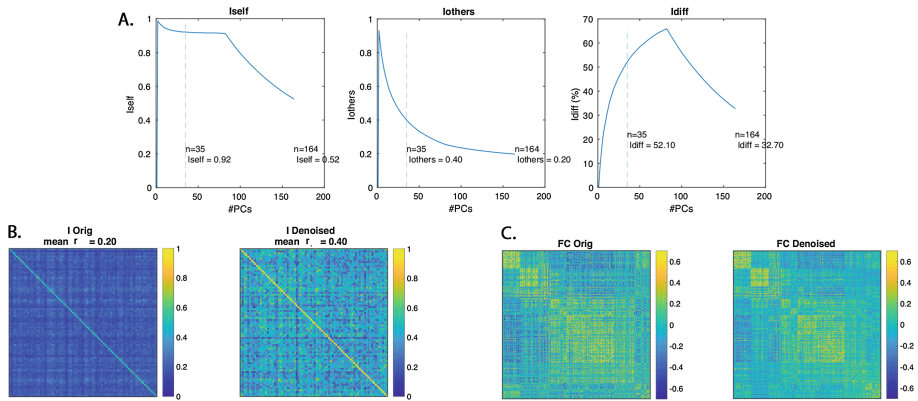 A.
Iself
1
0.8
0.6
0.4
0.2
0
Iself
n=35
Iself = 0.92
n=164
Iself = 0.52
0 50 100 150 200
#PCs
Iothers
1
0.8
0.6
0.4
0.2
0
Iothers
n=35
Iothers = 0.40
n=164
Iothers = 0.20
0 50 100 150 200
#PCs
Idiff
70
60
50
40
30
20
10
0
Idiff (%)
n=35
Idiff = 52.10
n=164
Idiff = 32.70
0 50 100 150 200
#PCs
B.
I Orig
mean r = 0.20
1
0.8
0.6
0.4
0.2
0
I Denoised
mean r = 0.40
1
0.8
0.6
0.4
0.2
0
C.
FC Orig
0.6
0.4
0.2
0
-0.2
-0.4
-0.6
FC Denoised
0.6
0.4
0.2
0
-0.2
-0.4
-0.6